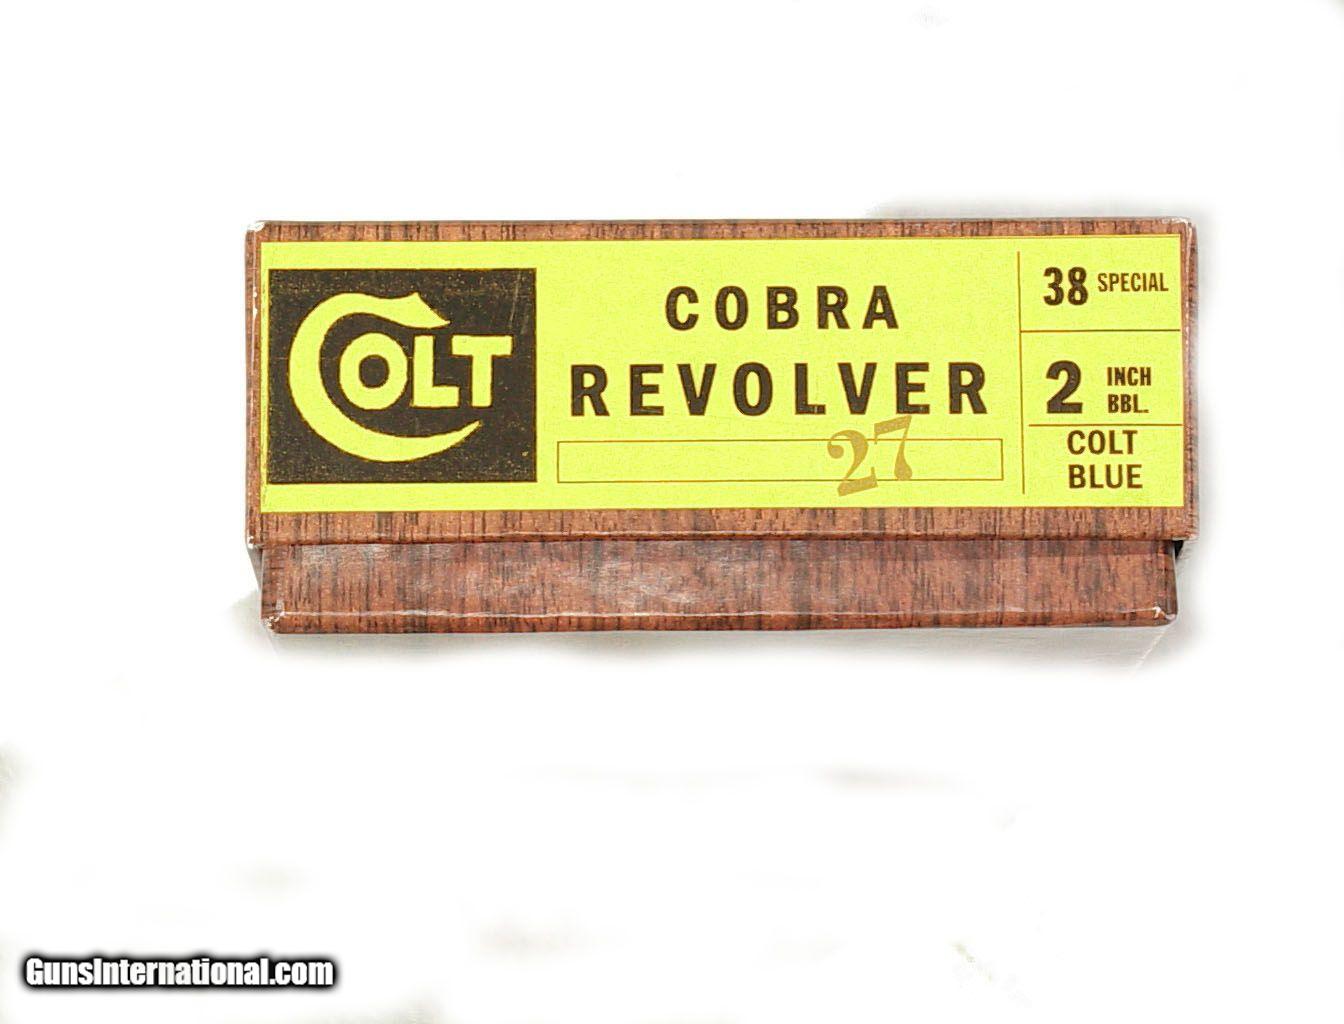 COLT
COBRA
REVOLVER
27
38 SPECIAL
2 INCH
BBL.
COLT
BLUE
GunsInternational.com